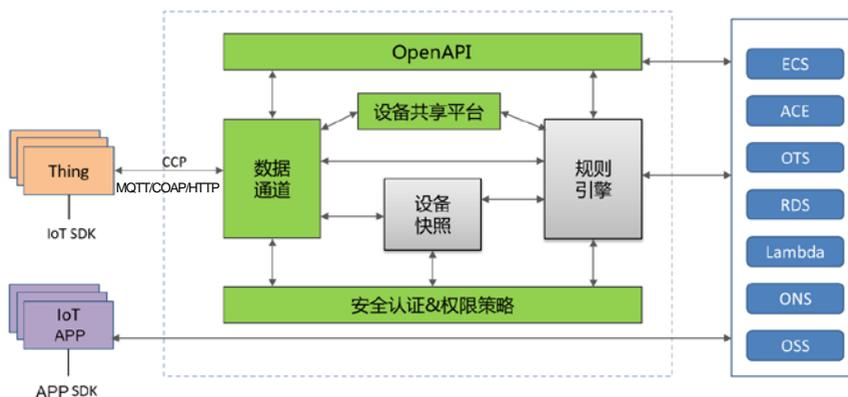 OpenAPI
设备共享平台
Thing
CCP
MQTT/COAP/HTTP
IoT SDK
数据
通道
设备
快照
规则
引擎
安全认证&权限策略
IoT
APP
APP SDK
ECS
ACE
OTS
RDS
Lambda
ONS
OSS